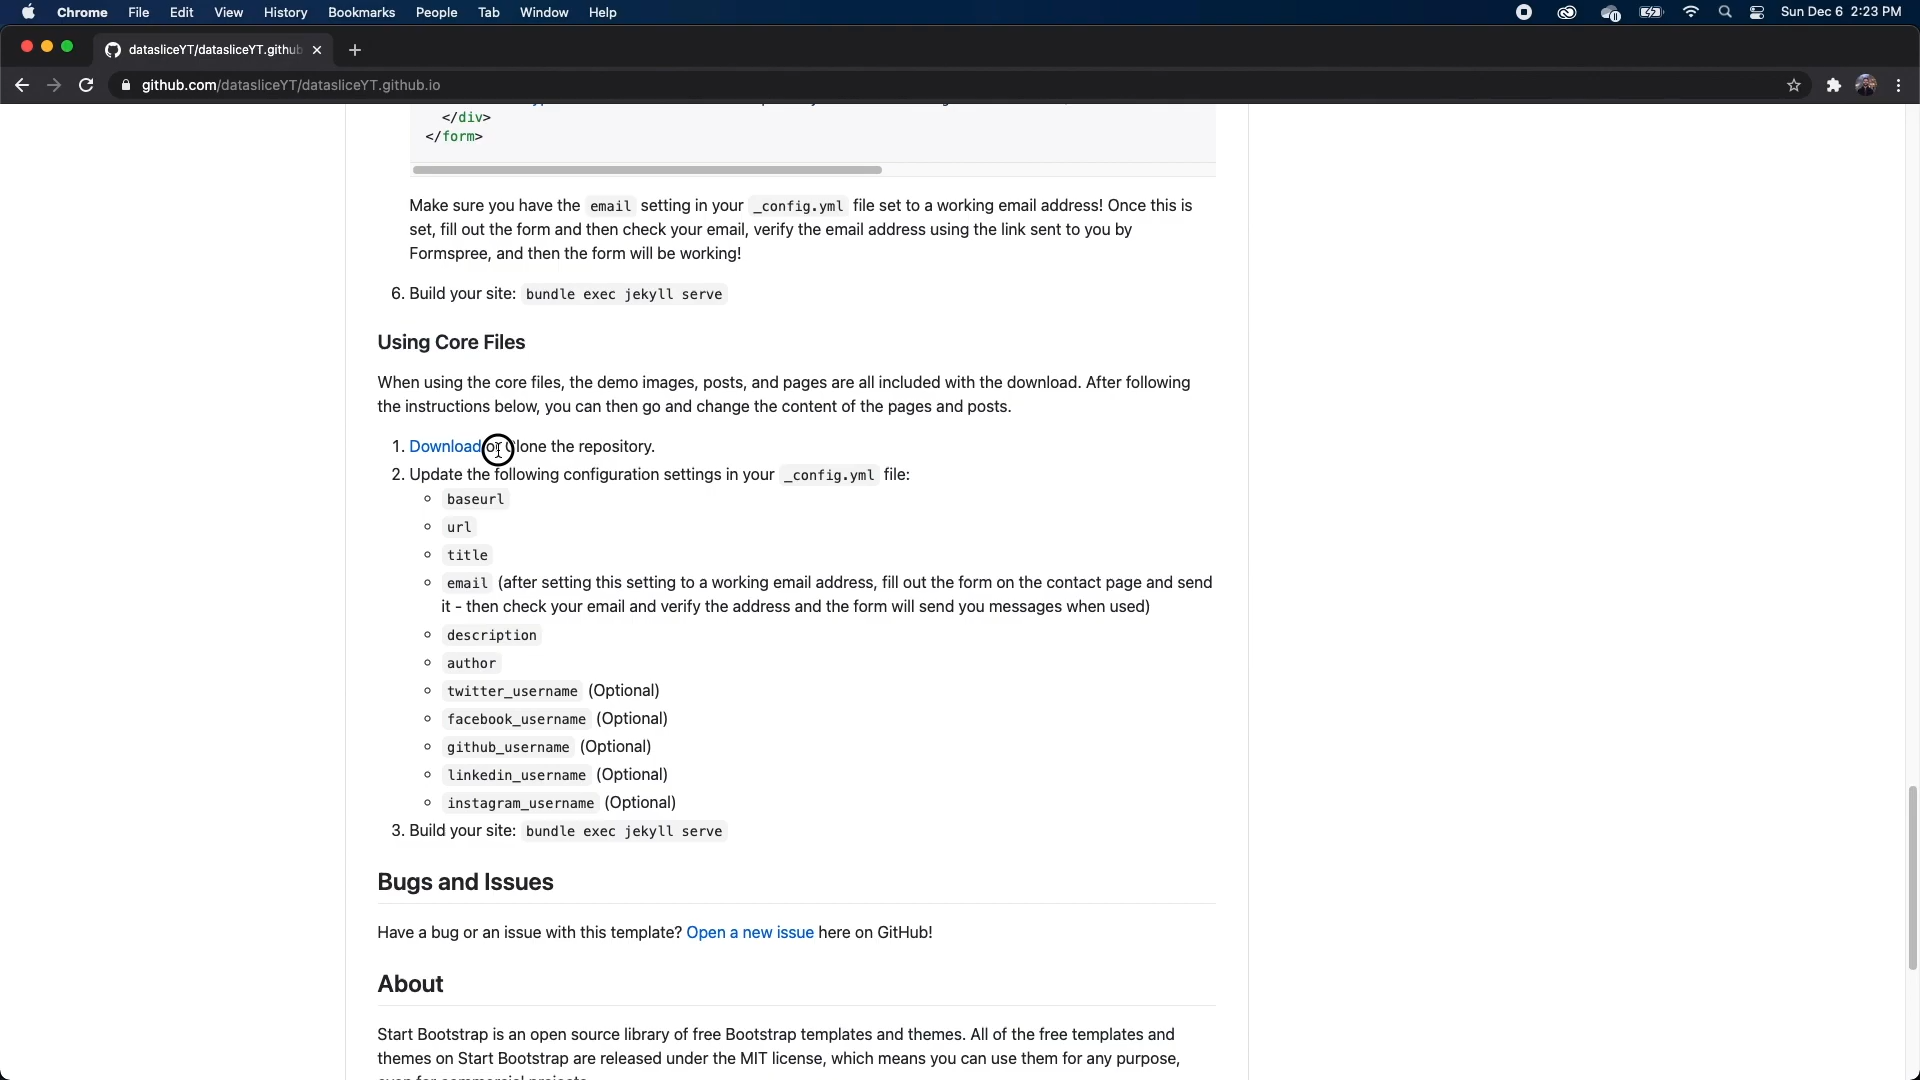 Chrome File Edit View History Bookmarks People Tab Window Help Sun Dec 6 2:23 PM
datasliceYT/datasliceYT.github
github.com/datasliceYT/datasliceYT.github.io
</div>
</form>
Make sure you have the email setting in your _config.yml file set to a working email address! Once this is
set, fill out the form and then check your email, verify the email address using the link sent to you by
Formspree, and then the form will be working!
6. Build your site: bundle exec jekyll serve
Using Core Files
When using the core files, the demo images, posts, and pages are all included with the download. After following
the instructions below, you can then go and change the content of the pages and posts.
1. Download or Clone the repository.
2. Update the following configuration settings in your _config.yml file:
baseurl
url
title
email (after setting this setting to a working email address, fill out the form on the contact page and send
it - then check your email and verify the address and the form will send you messages when used)
description
author
twitter_username (Optional)
facebook_username (Optional)
github_username (Optional)
linkedin_username (Optional)
instagram_username (Optional)
3. Build your site: bundle exec jekyll serve
Bugs and Issues
Have a bug or an issue with this template? Open a new issue here on GitHub!
About
Start Bootstrap is an open source library of free Bootstrap templates and themes. All of the free templates and
themes on Start Bootstrap are released under the MIT license, which means you can use them for any purpose,